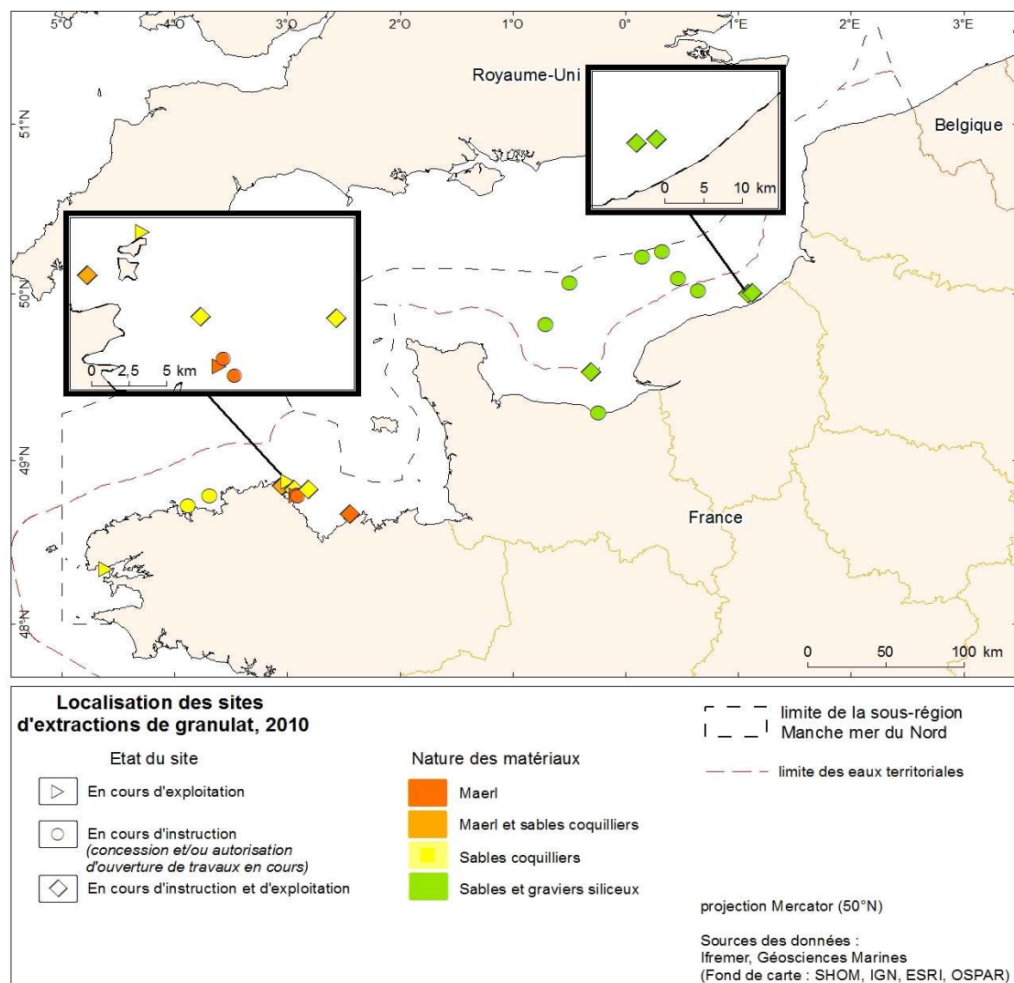 5°O 4°O 3°O 2°O 1°O 0° 1°E 2°E 3°E
Royaume-Uni
51°N
Belgique
0 5 10 km
50°N
0 2,5 5 km
49°N
France
48°N
0 50 100 km
Localisation des sites
d'extractions de granulat, 2010
Etat du site
En cours d'exploitation
En cours d'instruction
(concession et/ou autorisation
d'ouverture de travaux en cours)
En cours d'instruction et d'exploitation
Nature des matériaux
Maerl
Maerl et sables coquilliers
Sables coquilliers
Sables et graviers siliceux
limite de la sous-région
Manche mer du Nord
limite des eaux territoriales
projection Mercator (50°N)
Sources des données :
Ifremer, Géosciences Marines
(Fond de carte : SHOM, IGN, ESRI, OSPAR)